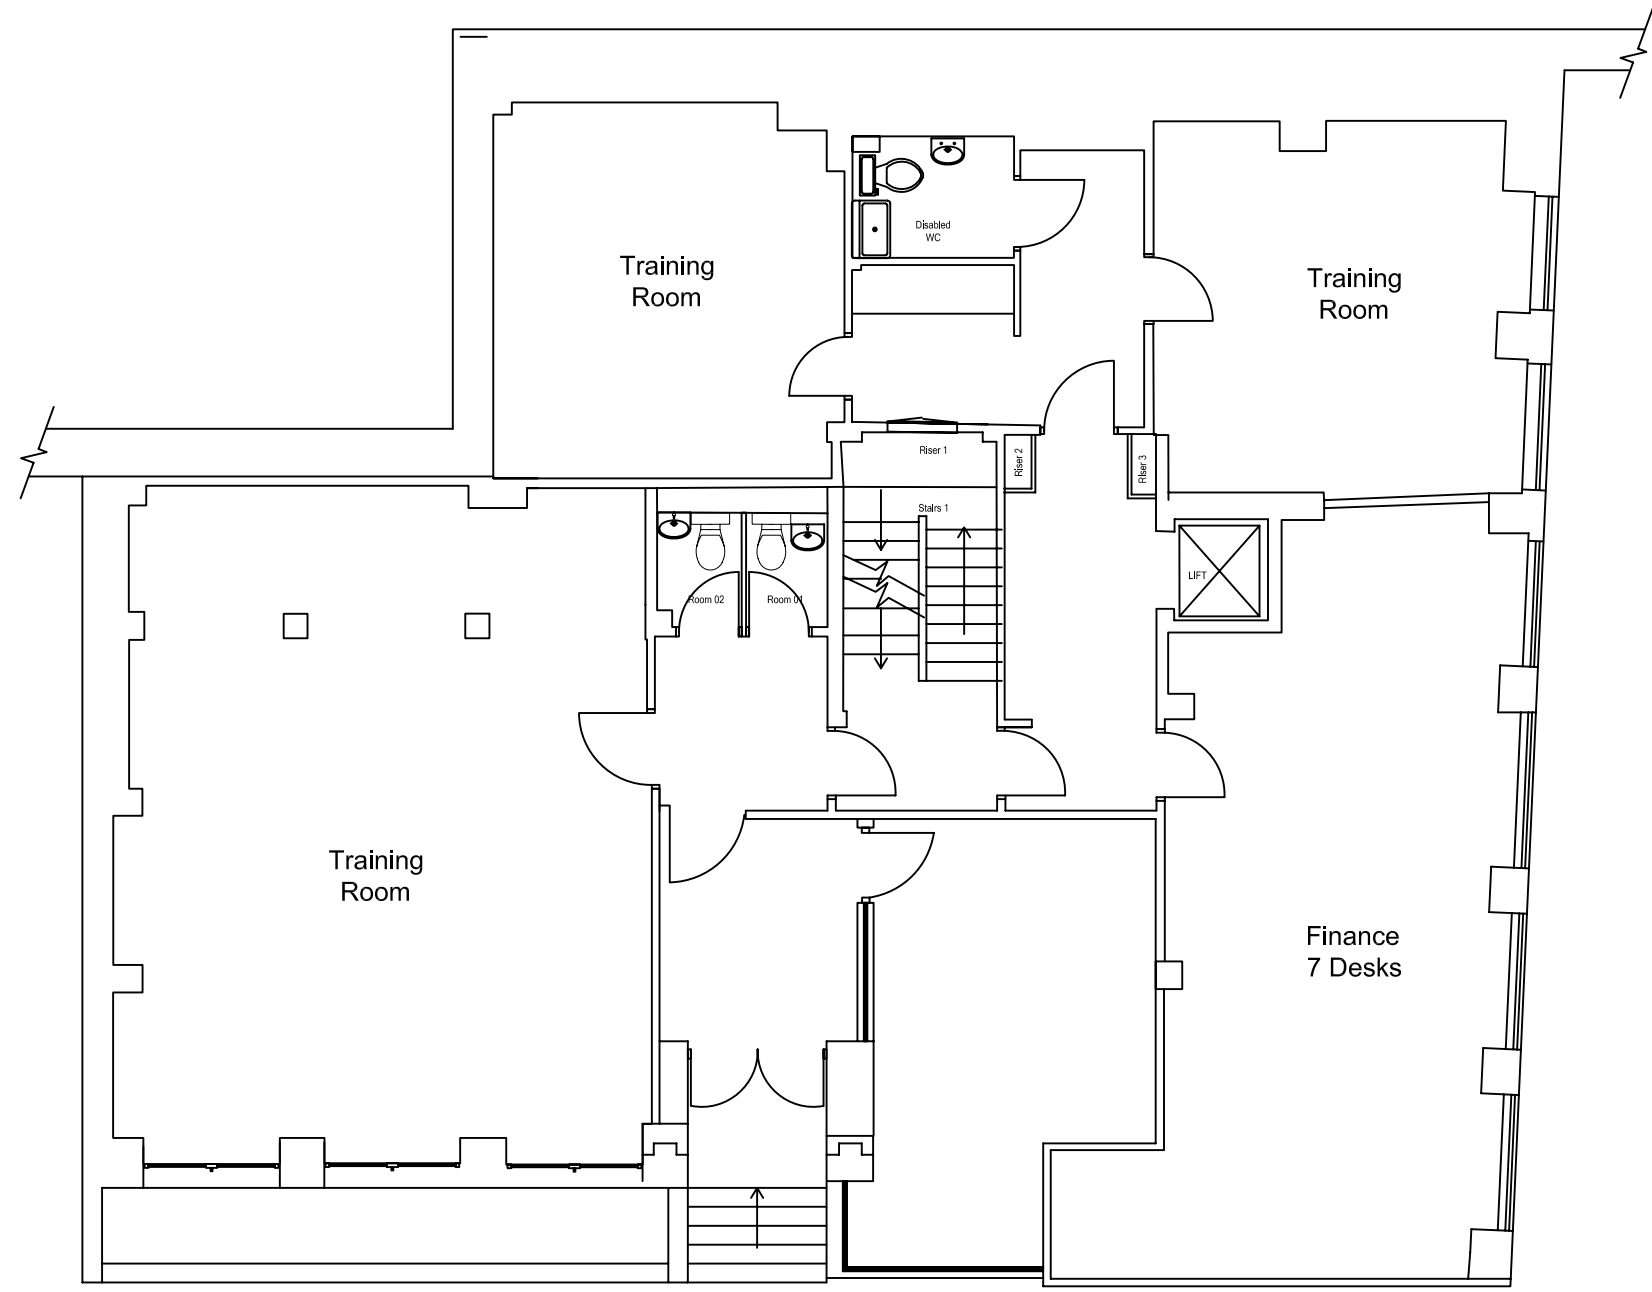 Disabled
WC
Training
Room
Training
Room
Riser 1
Riser 2
Riser 3
Stairs 1
LIFT
Room 02
Room 01
Training
Room
Finance
7 Desks